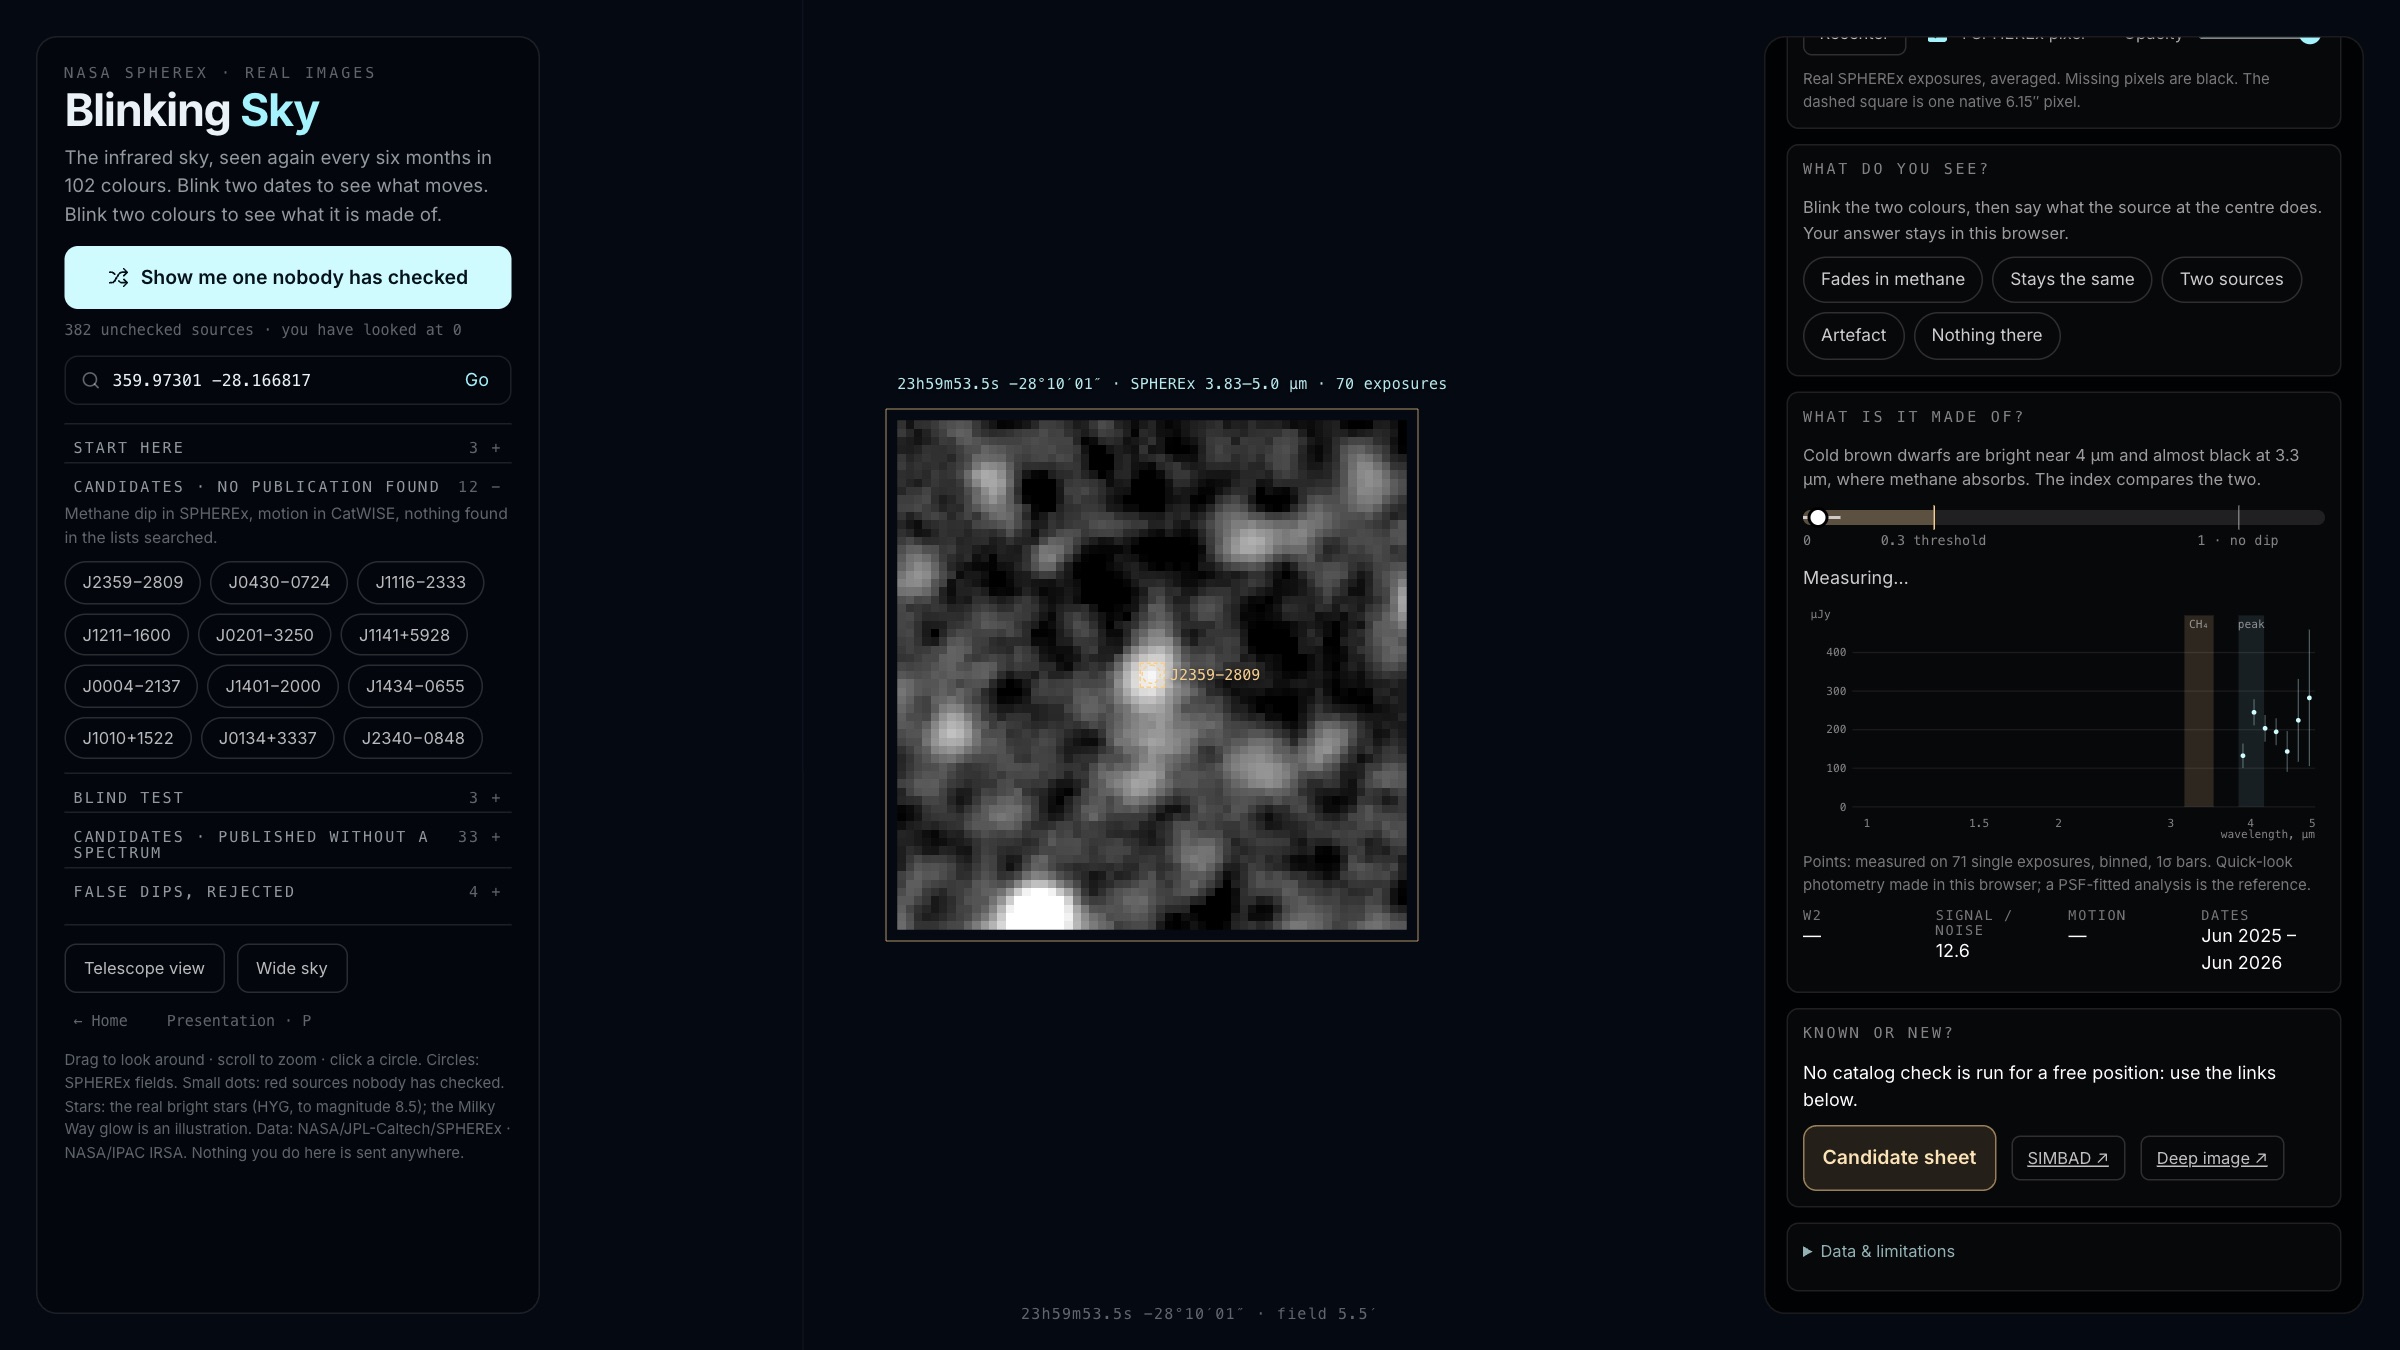 NASA SPHEREX · REAL IMAGES
Blinking Sky
The infrared sky, seen again every six months in
102 colours. Blink two dates to see what moves.
Blink two colours to see what it is made of.
Show me one nobody has checked
382 unchecked sources · you have looked at 0
359.97301 −28.166817 Go
START HERE 3 +
CANDIDATES · NO PUBLICATION FOUND 12 −
Methane dip in SPHEREx, motion in CatWISE, nothing found
in the lists searched.
J2359−2809 J0430−0724 J1116−2333
J1211−1600 J0201−3250 J1141+5928
J0004−2137 J1401−2000 J1434−0655
J1010+1522 J0134+3337 J2340−0848
BLIND TEST 3 +
CANDIDATES · PUBLISHED WITHOUT A 33 +
SPECTRUM
FALSE DIPS, REJECTED 4 +
Telescope view Wide sky
← Home Presentation · P
Drag to look around · scroll to zoom · click a circle. Circles:
SPHEREx fields. Small dots: red sources nobody has checked.
Stars: the real bright stars (HYG, to magnitude 8.5); the Milky
Way glow is an illustration. Data: NASA/JPL-Caltech/SPHEREx ·
NASA/IPAC IRSA. Nothing you do here is sent anywhere.
23h59m53.5s −28°10′01″ · SPHEREx 3.83–5.0 µm · 70 exposures
J2359−2809
23h59m53.5s −28°10′01″ · field 5.5′
Real SPHEREx exposures, averaged. Missing pixels are black. The
dashed square is one native 6.15″ pixel.
WHAT DO YOU SEE?
Blink the two colours, then say what the source at the centre does.
Your answer stays in this browser.
Fades in methane Stays the same Two sources
Artefact Nothing there
WHAT IS IT MADE OF?
Cold brown dwarfs are bright near 4 µm and almost black at 3.3
µm, where methane absorbs. The index compares the two.
0 0.3 threshold 1 · no dip
Measuring…
µJy
CH₄ peak
400
300
200
100
0
1 1.5 2 3 4 5
wavelength, µm
Points: measured on 71 single exposures, binned, 1σ bars. Quick-look
photometry made in this browser; a PSF-fitted analysis is the reference.
W2
—
SIGNAL /
NOISE
12.6
MOTION
—
DATES
Jun 2025 –
Jun 2026
KNOWN OR NEW?
No catalog check is run for a free position: use the links
below.
Candidate sheet SIMBAD ↗ Deep image ↗
▶ Data & limitations